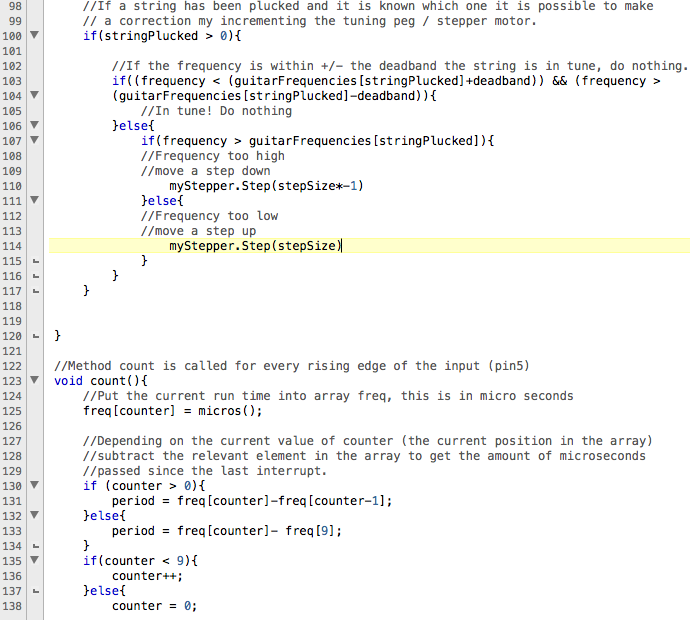 98 //If a string has been plucked and it is known which one it is possible to make
99 // a correction my incrementing the tuning peg / stepper motor.
100 if(stringPlucked > 0){
101
102 //If the frequency is within +/- the deadband the string is in tune, do nothing.
103 if((frequency < (guitarFrequencies[stringPlucked]+deadband)) && (frequency >
104 (guitarFrequencies[stringPlucked]-deadband)){
105 //In tune! Do nothing
106 }else{
107 if(frequency > guitarFrequencies[stringPlucked]){
108 //Frequency too high
109 //move a step down
110 myStepper.Step(stepSize*-1)
111 }else{
112 //Frequency too low
113 //move a step up
114 myStepper.Step(stepSize)
115 }
116 }
117 }
118
119
120 }
121
122 //Method count is called for every rising edge of the input (pin5)
123 void count(){
124 //Put the current run time into array freq, this is in micro seconds
125 freq[counter] = micros();
126
127 //Depending on the current value of counter (the current position in the array)
128 //subtract the relevant element in the array to get the amount of microseconds
129 //passed since the last interrupt.
130 if (counter > 0){
131 period = freq[counter]-freq[counter-1];
132 }else{
133 period = freq[counter]- freq[9];
134 }
135 if(counter < 9){
136 counter++;
137 }else{
138 counter = 0;